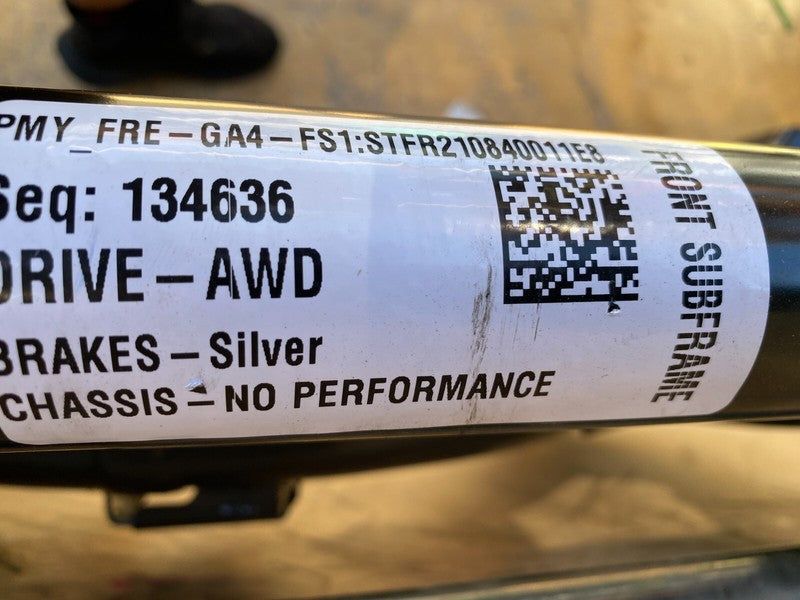 PMY_FRE-GA4-FS1:STFR210840011E8
Seq: 134636
DRIVE-AWD
BRAKES-Silver
CHASSIS-NO PERFORMANCE
FRONT SUBFRAME